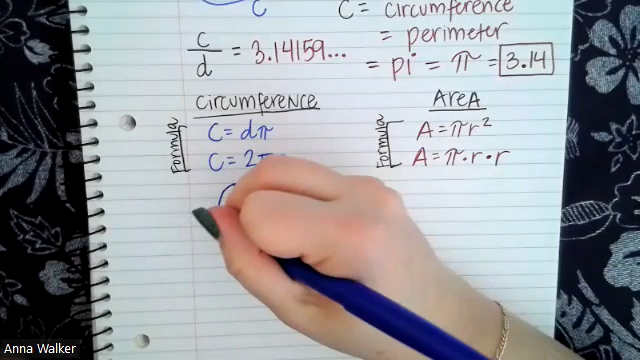 C
C = circumference
= perimeter
c/d = 3.14159...
= pi = π = 3.14
circumference
AreA
Formula
C = dπ
C = 2π
Formula
A = πr²
A = π·r·r
Anna Walker